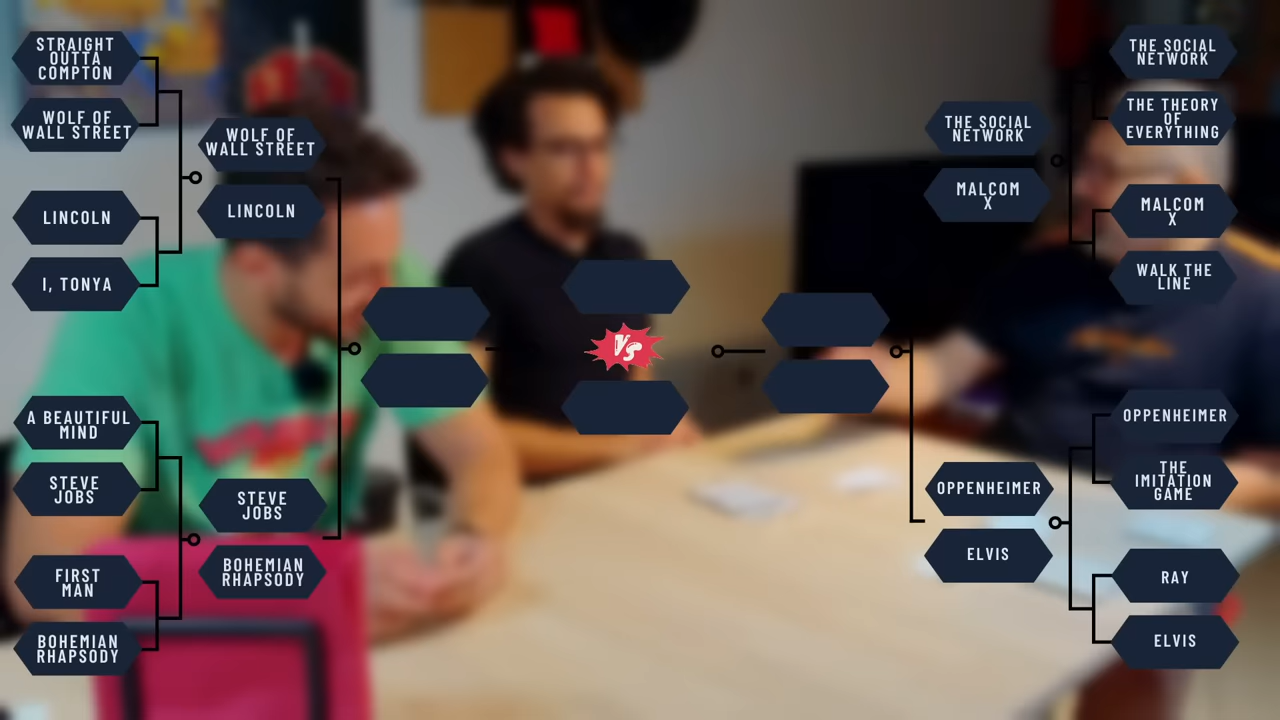 STRAIGHT
OUTTA
COMPTON
WOLF OF
WALL STREET
LINCOLN
I, TONYA
A BEAUTIFUL
MIND
STEVE
JOBS
FIRST
MAN
BOHEMIAN
RHAPSODY
WOLF OF
WALL STREET
LINCOLN
STEVE
JOBS
BOHEMIAN
RHAPSODY
VS
THE SOCIAL
NETWORK
MALCOM
X
OPPENHEIMER
ELVIS
THE SOCIAL
NETWORK
THE THEORY
OF
EVERYTHING
MALCOM
X
WALK THE
LINE
OPPENHEIMER
THE
IMITATION
GAME
RAY
ELVIS